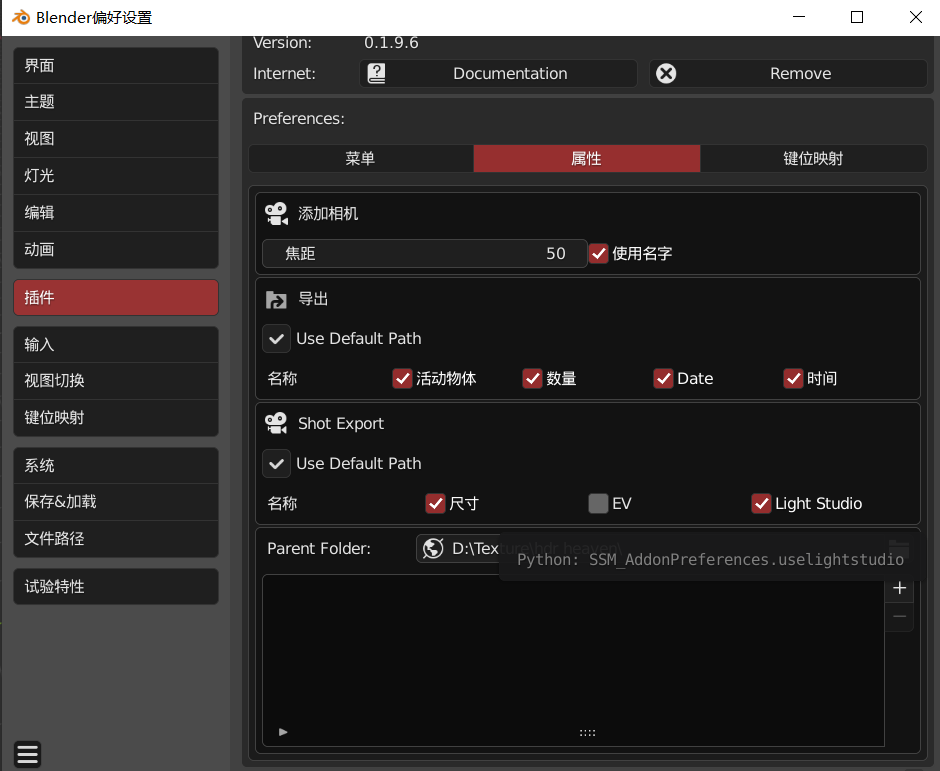 Blender偏好设置
界面
主题
视图
灯光
编辑
动画
插件
输入
视图切换
键位映射
系统
保存&加载
文件路径
试验特性
Version: 0.1.9.6
Internet: Documentation Remove
Preferences:
菜单 属性 键位映射
添加相机
焦距 50 使用名字
导出
Use Default Path
名称 活动物体 数量 Date 时间
Shot Export
Use Default Path
名称 尺寸 EV Light Studio
Parent Folder: D:\Texture\hdr heaven\
Python: SSM_AddonPreferences.uselightstudio